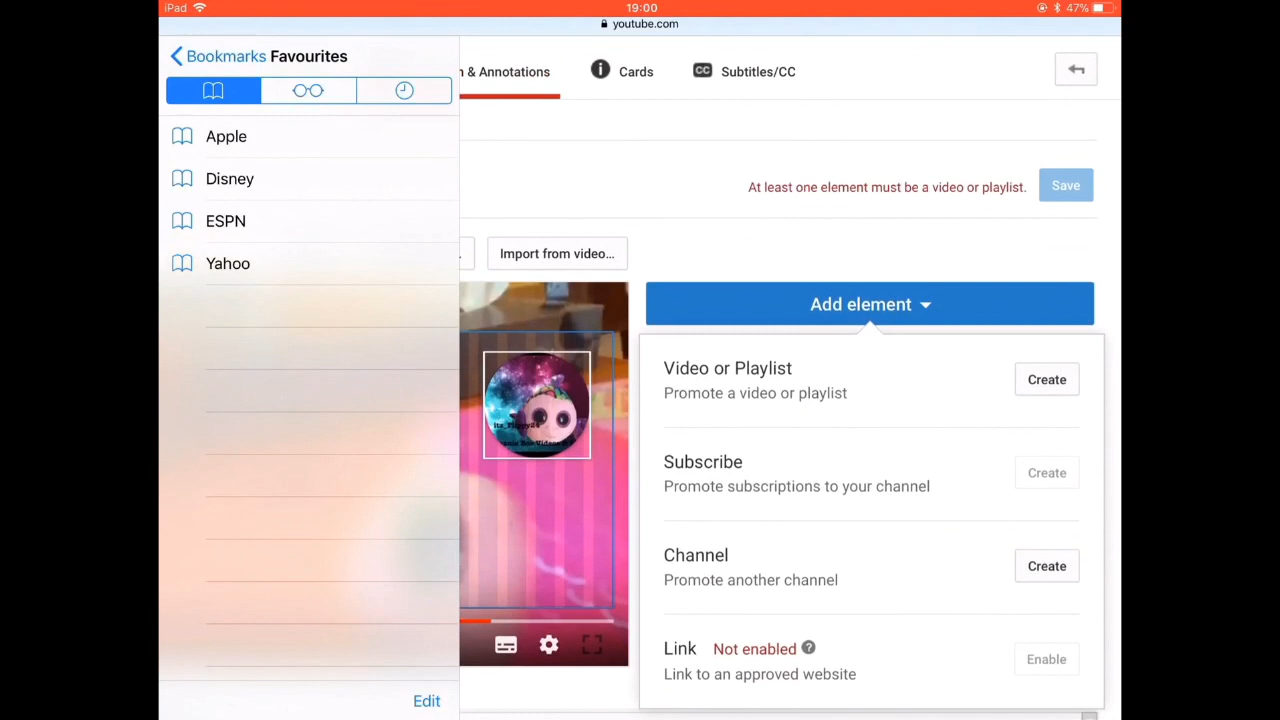 iPad 19:00 47%
youtube.com
Bookmarks Favourites
n & Annotations Cards CC Subtitles/CC
Apple
Disney
ESPN
Yahoo
Edit
At least one element must be a video or playlist. Save
Import from video...
Add element
Video or Playlist
Promote a video or playlist
Create
Subscribe
Promote subscriptions to your channel
Create
Channel
Promote another channel
Create
Link Not enabled ?
Link to an approved website
Enable